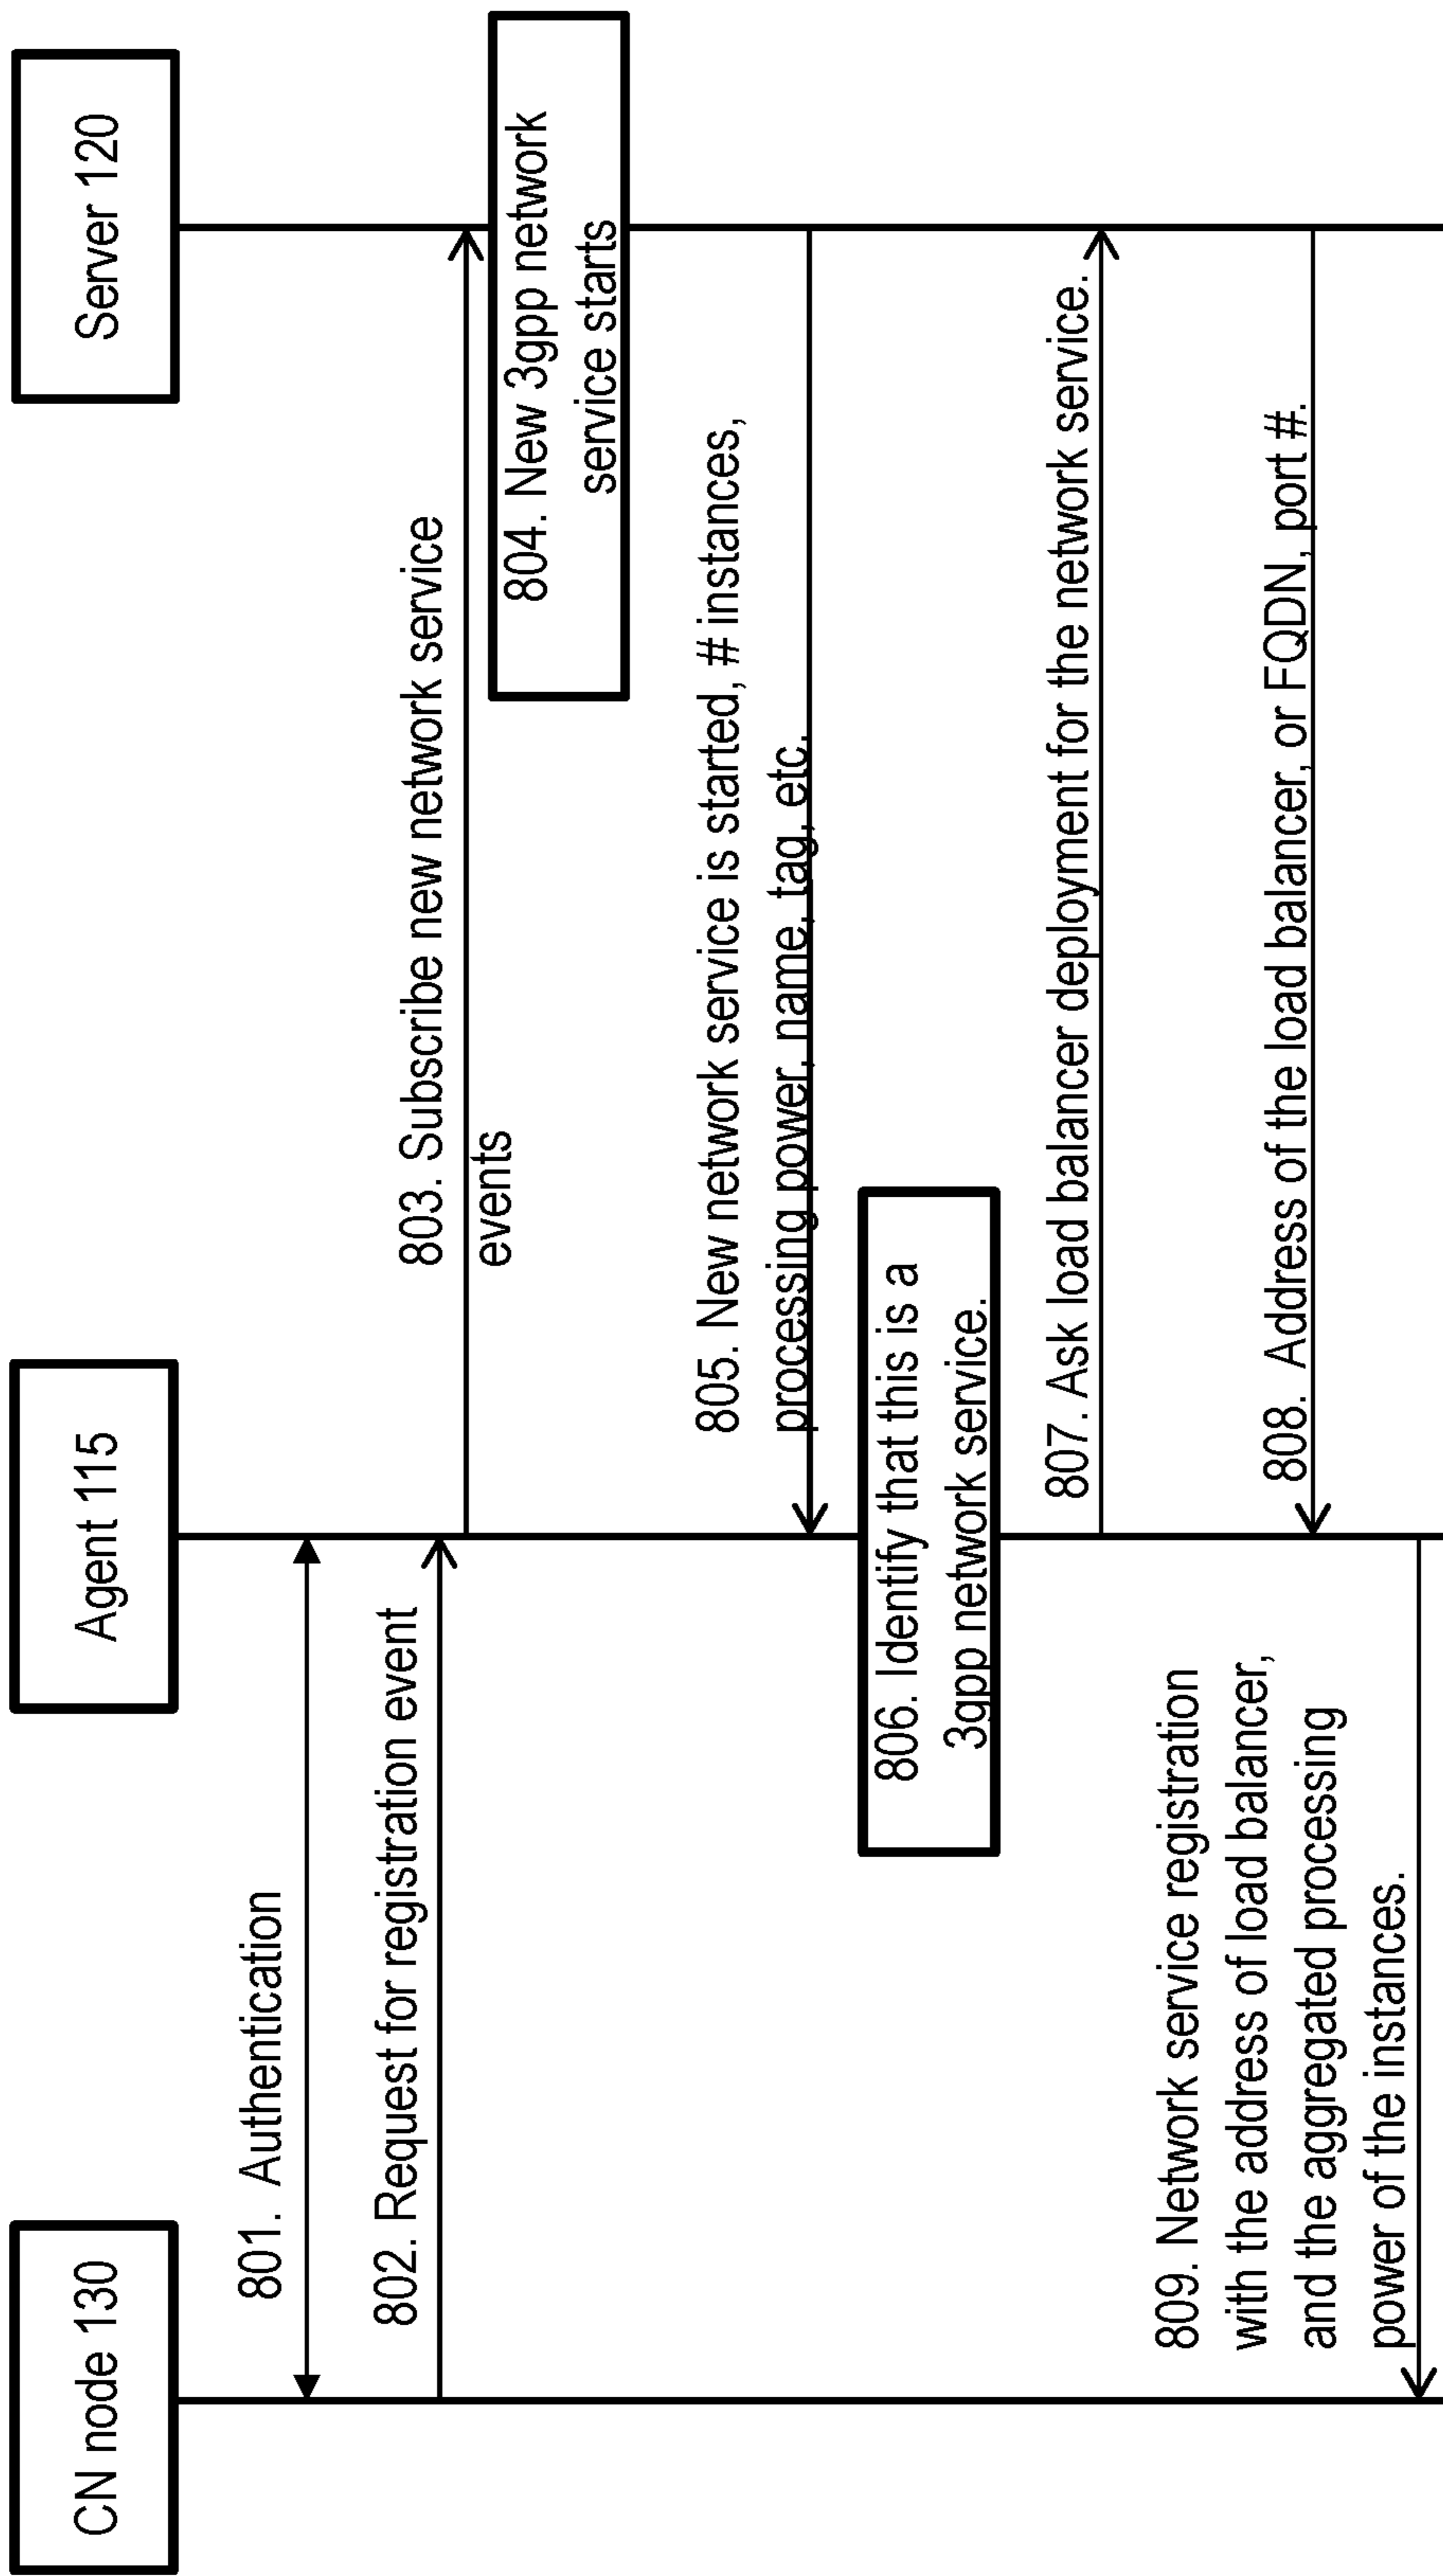 CN node 130
Agent 115
Server 120
801. Authentication
802. Request for registration event
803. Subscribe new network service
events
804. New 3gpp network
service starts
805. New network service is started, # instances,
processing power, name, tag, etc.
806. Identify that this is a
3gpp network service.
807. Ask load balancer deployment for the network service.
808. Address of the load balancer, or FQDN, port #.
809. Network service registration
with the address of load balancer,
and the aggregated processing
power of the instances.